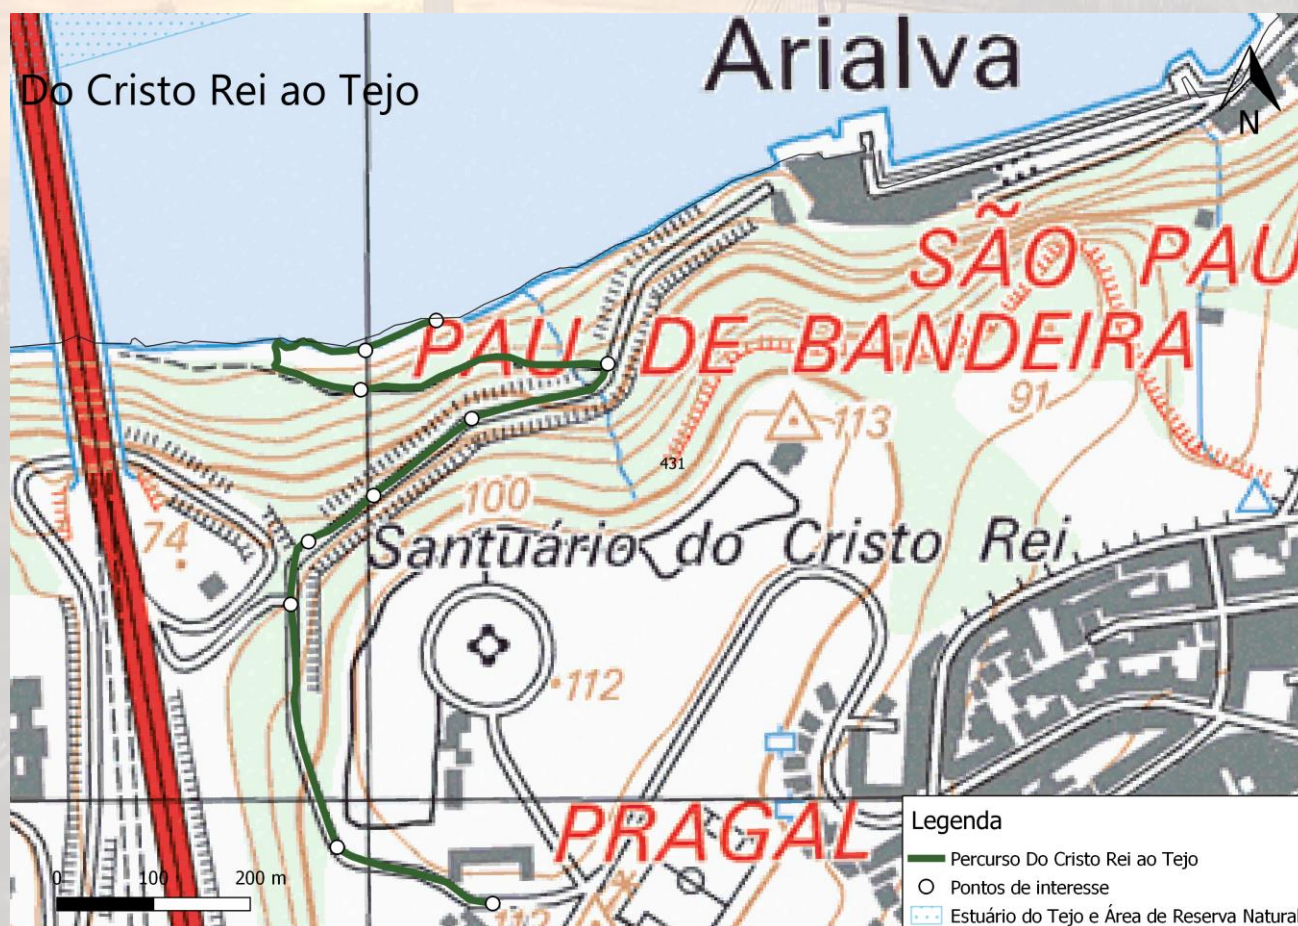 Arialva
Do Cristo Rei ao Tejo
N
SÃO PAU
PAU DE BANDEIRA
91
113
431
100
74
Santuário do Cristo Rei
112
PRAGAL
0 100 200 m
112
Legenda
Percurso Do Cristo Rei ao Tejo
Pontos de interesse
Estuário do Tejo e Área de Reserva Natural